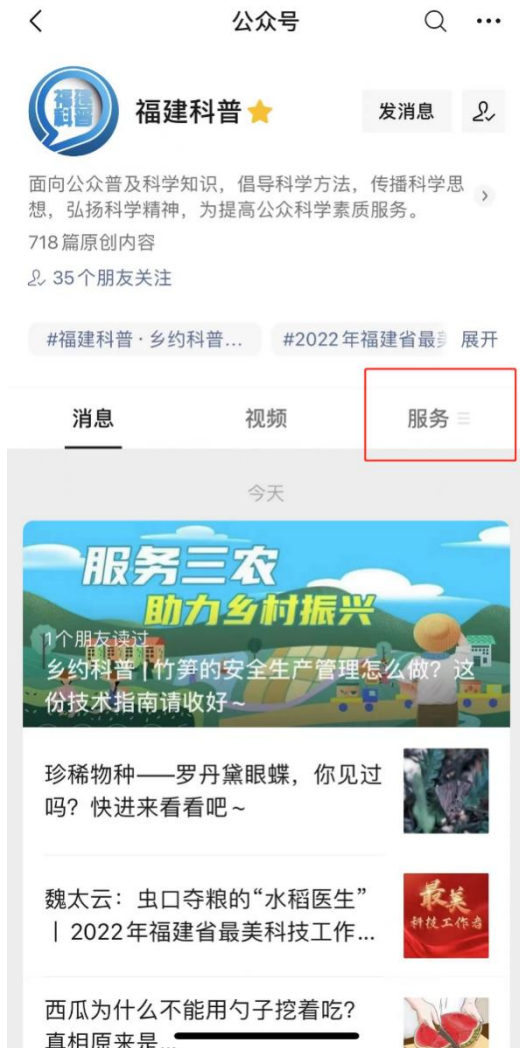 公众号
福建
科普
福建科普
发消息
面向公众普及科学知识，倡导科学方法，传播科学思
想，弘扬科学精神，为提高公众科学素质服务。
718篇原创内容
35个朋友关注
#福建科普·乡约科普...
#2022年福建省最美
展开
消息
视频
服务
今天
服务三农
助力乡村振兴
1个朋友读过
乡约科普|竹笋的安全生产管理怎么做？这
份技术指南请收好～
珍稀物种——罗丹黛眼蝶，你见过
吗？快进来看看吧～
魏太云：虫口夺粮的“水稻医生”
｜2022年福建省最美科技工作...
最美
科技工作者
西瓜为什么不能用勺子挖着吃？
真相原来是...